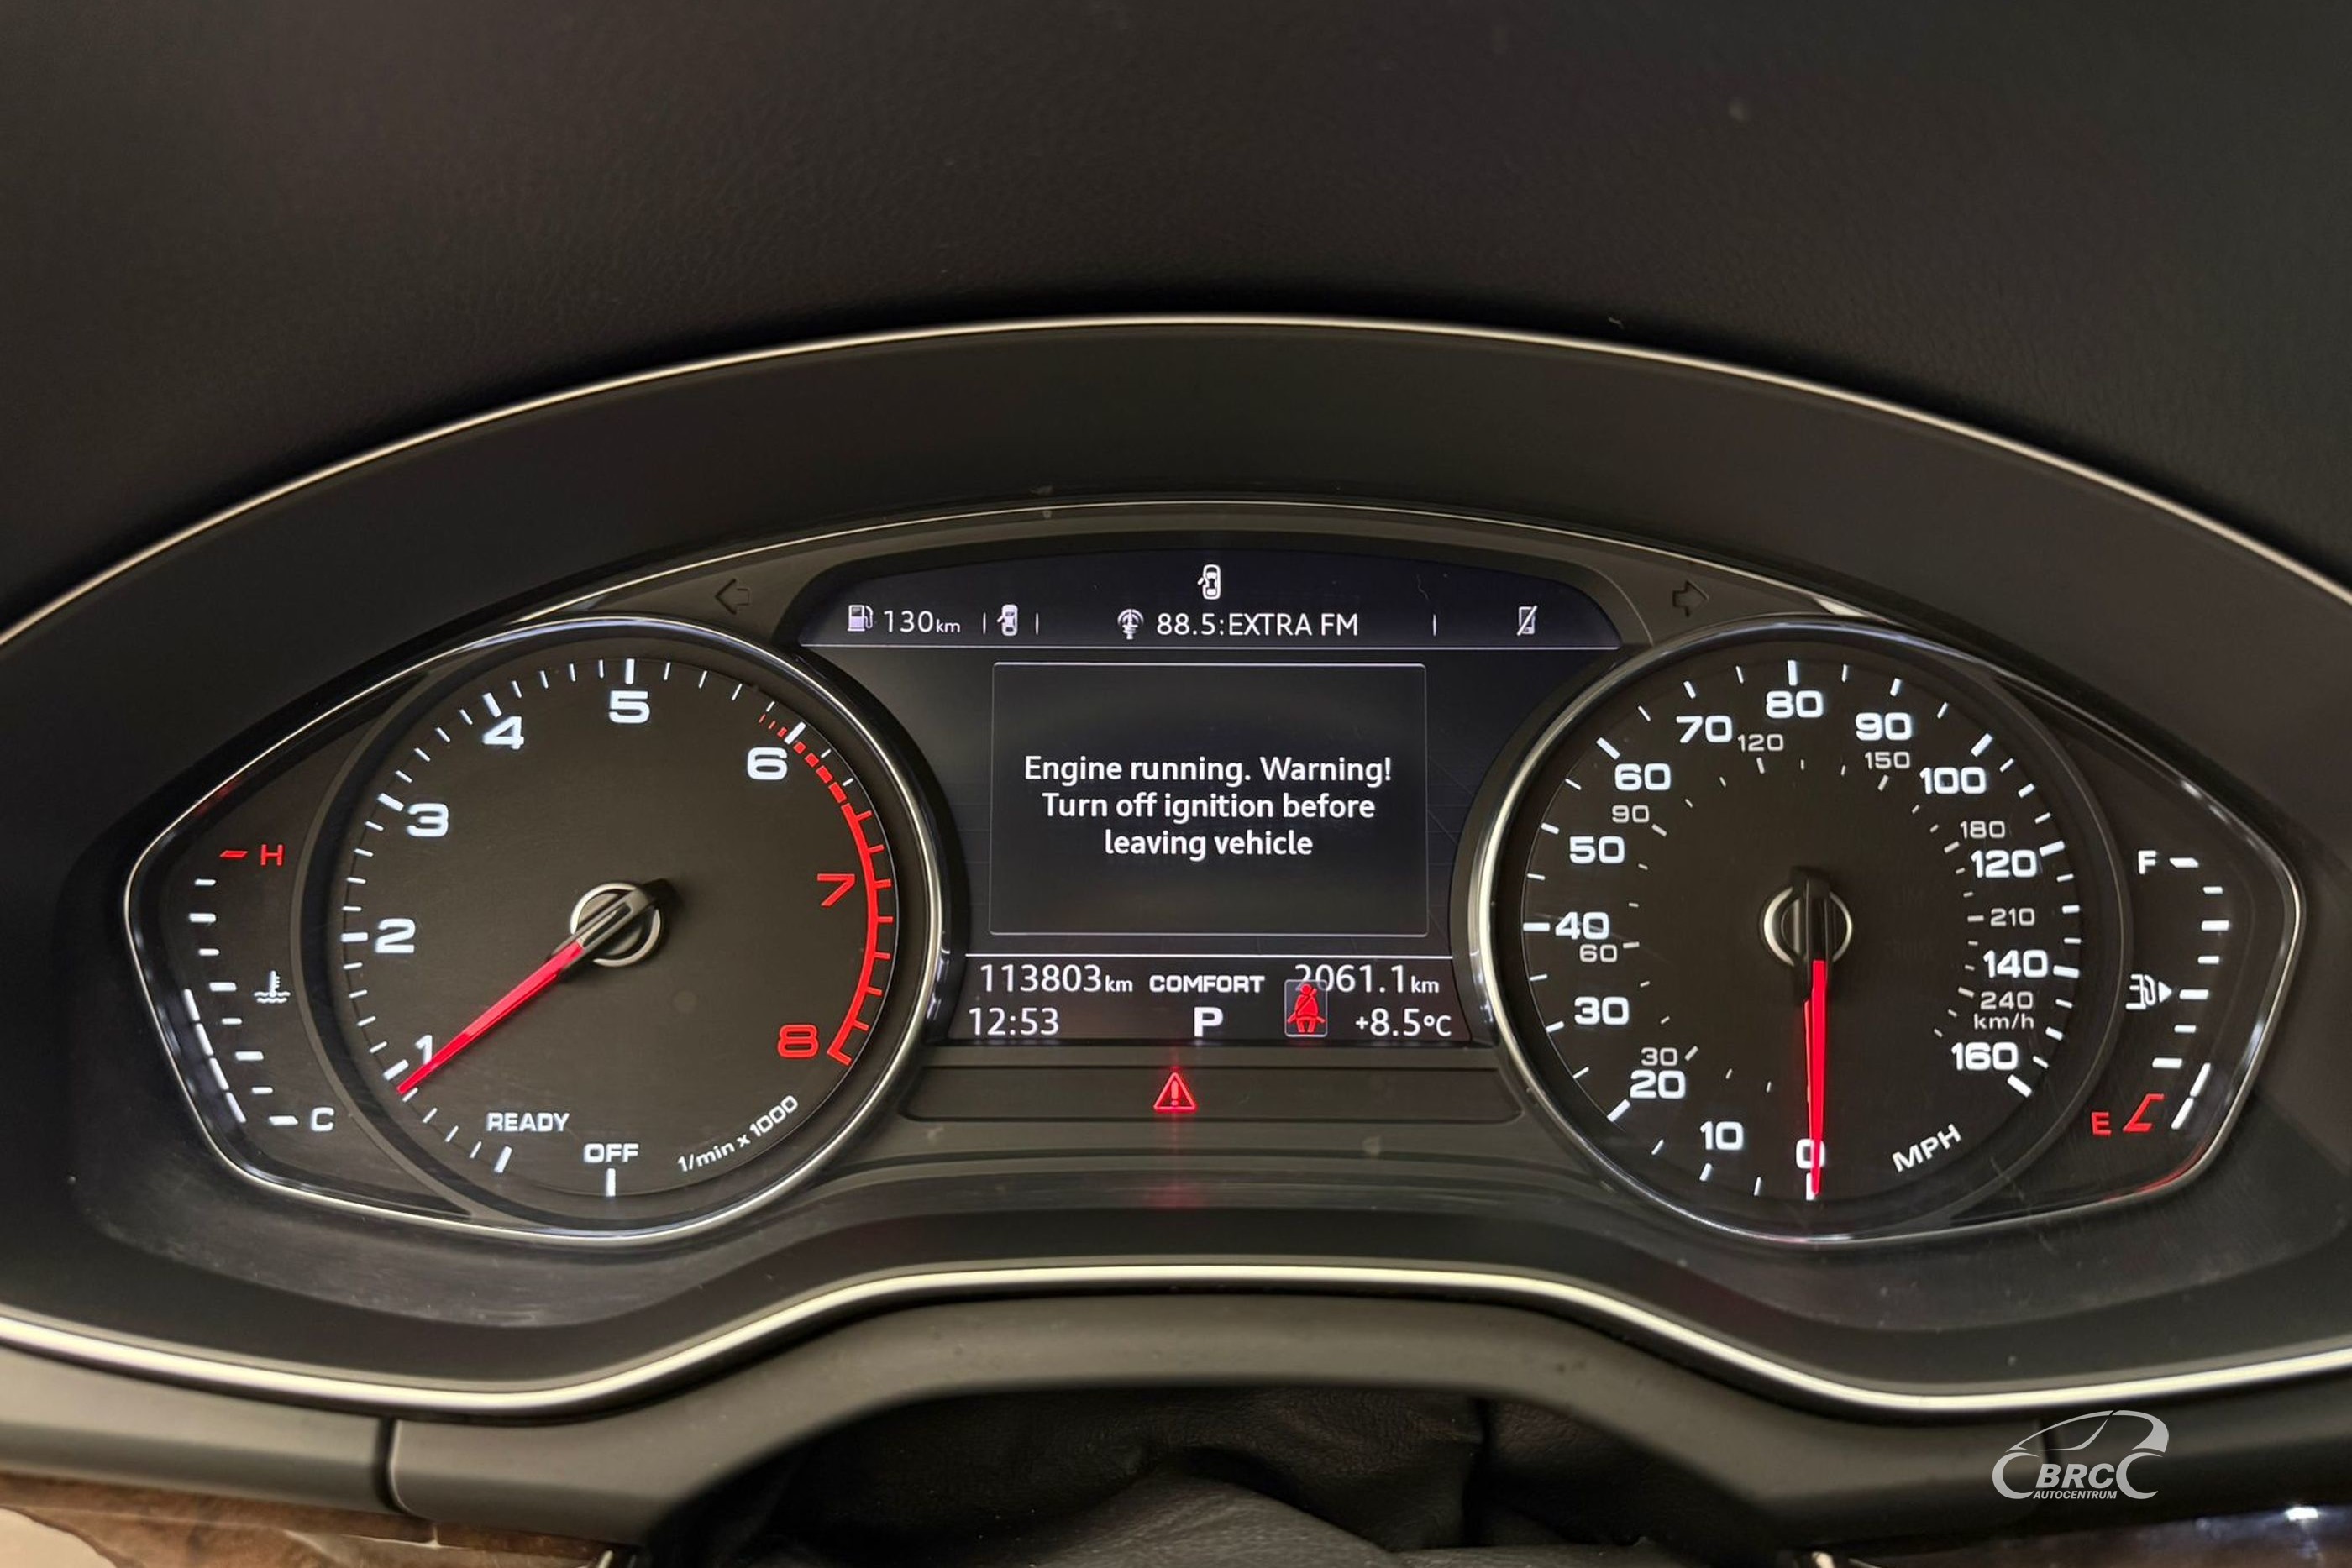 130km
88.5:EXTRA FM
Engine running. Warning!
Turn off ignition before
leaving vehicle
113803km COMFORT 2061.1km
12:53 P +8.5°C
1 2 3 4 5 6 7 8
READY
OFF
1/min x 1000
H
C
0 10 20 30 40 50 60 70 80 90 100 120 140 160
MPH
30 60 90 120 150 180 210 240
km/h
F
E
BRC
AUTOCENTRUM